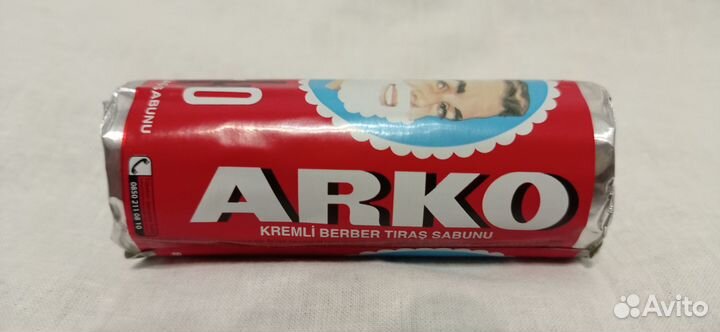 SABUNU
O
ARKO
KREMLİ BERBER TIRAŞ SABUNU
0850 211 08 10
Avito